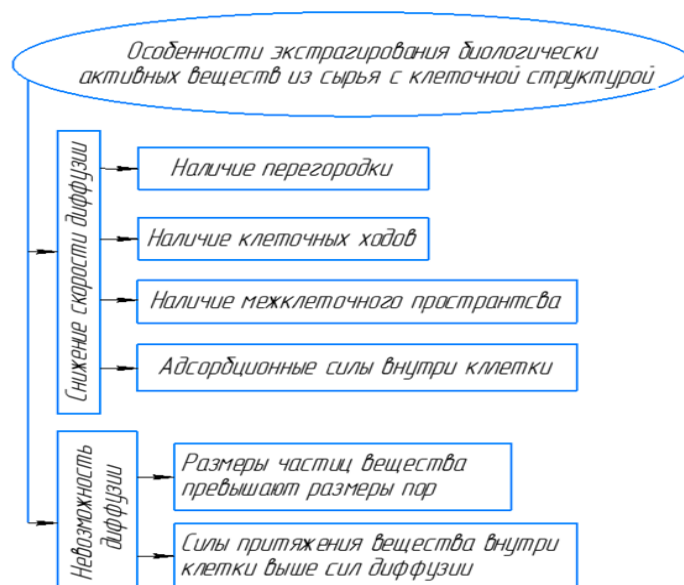 Особенности экстрагирования биологически
активных веществ из сырья с клеточной структурой
Снижение скорости диффузии
Наличие перегородки
Наличие клеточных ходов
Наличие межклеточного пространтсва
Адсорбционные силы внутри кллетки
Невозможность
диффузии
Размеры частиц вещества
превышают размеры пор
Силы притяжения вещества внутри
клетки выше сил диффузии